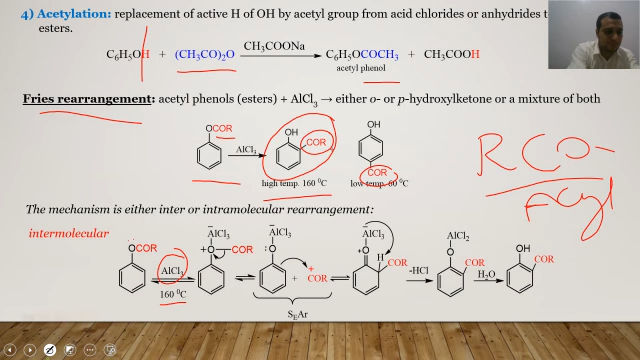 4) Acetylation: replacement of active H of OH by acetyl group from acid chlorides or anhydrides t
esters.
C₆H₅OH + (CH₃CO)₂O CH₃COONa C₆H₅OCOCH₃ + CH₃COOH
acetyl phenol
Fries rearrangement: acetyl phenols (esters) + AlCl₃ → either o- or p-hydroxylketone or a mixture of both
OCOR AlCl₃ OH COR OH COR
high temp. 160 ⁰C low temp. 60 ⁰C
RCO-
Acyl
The mechanism is either inter or intramolecular rearrangement:
intermolecular
OCOR AlCl₃ 160 ⁰C AlCl₃ +O COR AlCl₃ :O + COR AlCl₃ +O H COR -HCl AlCl₂ O COR H₂O OH COR
SEAr